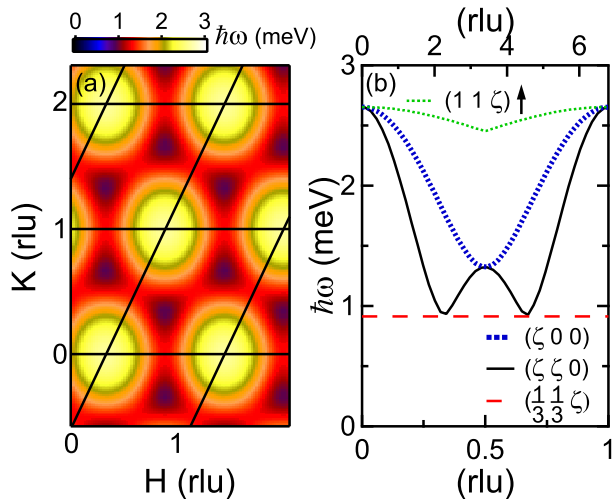 0 1 2 3
ħω (meV)
(a)
2
1
0
K (rlu)
0 1
H (rlu)
(rlu)
0 2 4 6
(b)
(1 1 ζ)
3
2
1
0
ħω (meV)
(ζ 0 0)
(ζ ζ 0)
(1/3 1/3 ζ)
0 0.5 1
(rlu)